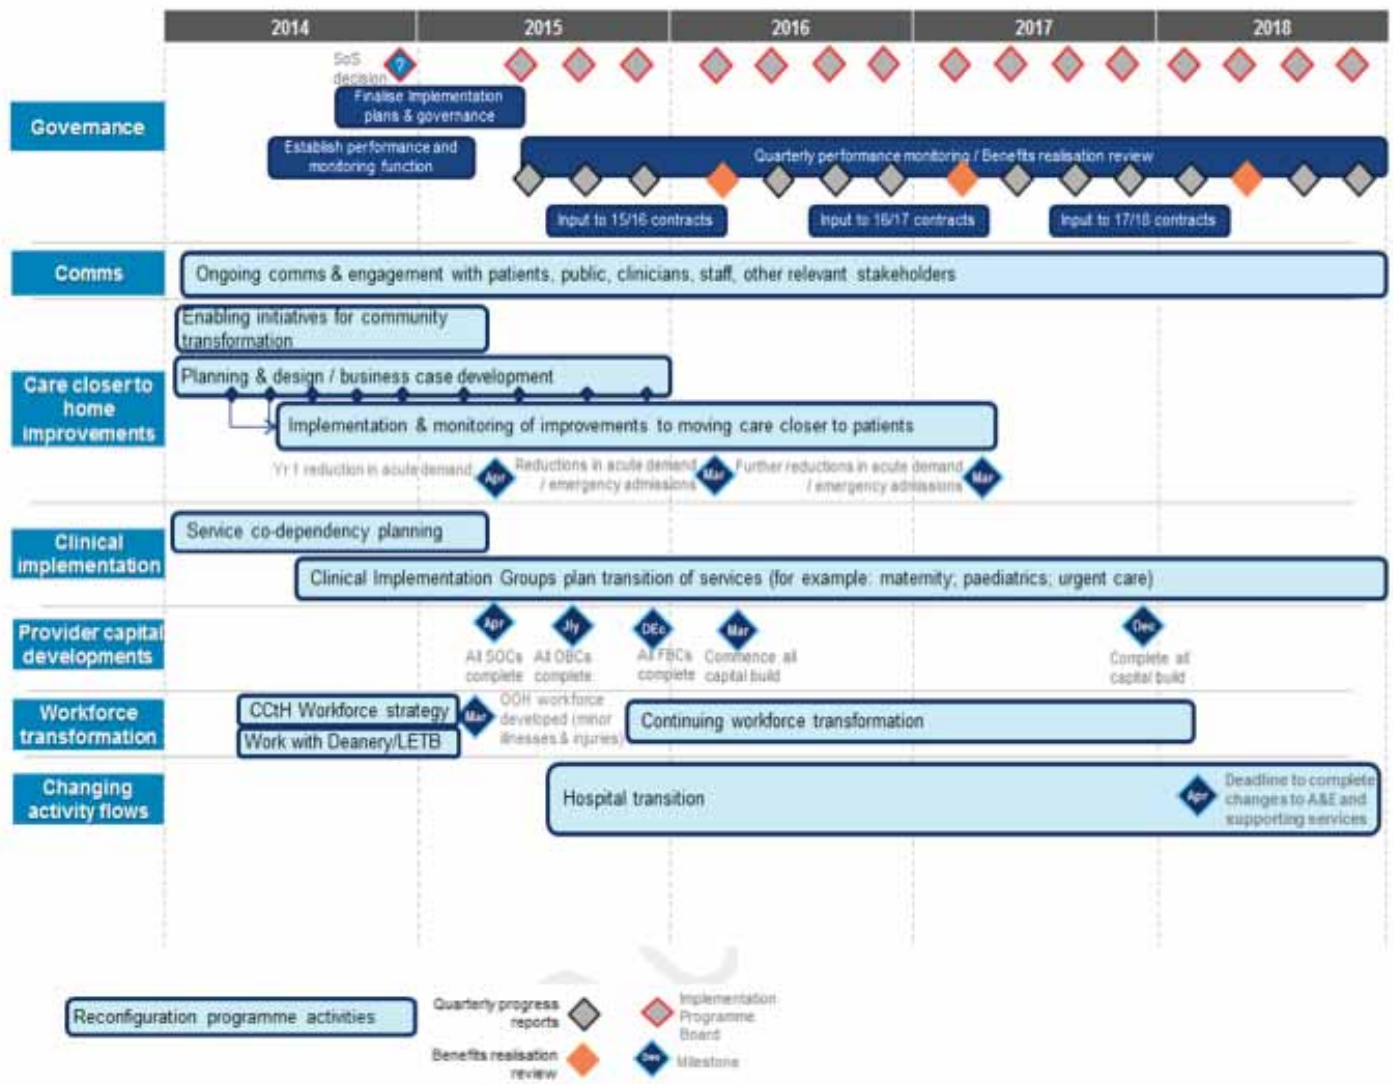 2014 2015 2016 2017 2018
SoS
decision
?
Finalise Implementation
plans & governance
Governance
Establish performance and
monitoring function
Quarterly performance monitoring / Benefits realisation review
Input to 15/16 contracts
Input to 16/17 contracts
Input to 17/18 contracts
Comms
Ongoing comms & engagement with patients, public, clinicians, staff, other relevant stakeholders
Enabling initiatives for community
transformation
Care closer to
home
improvements
Planning & design / business case development
Implementation & monitoring of improvements to moving care closer to patients
Yr 1 reduction in acute demand
Apr
Reductions in acute demand
/ emergency admissions
Mar
Further reductions in acute demand
/ emergency admissions
Mar
Clinical
implementation
Service co-dependency planning
Clinical Implementation Groups plan transition of services (for example: maternity; paediatrics; urgent care)
Provider capital
developments
Apr
All SOCs
complete
Jly
All OBCs
complete
DEc
All FBCs
complete
Mar
Commence all
capital build
Dec
Complete all
capital build
Workforce
transformation
CCtH Workforce strategy
Work with Deanery/LETB
Mar
OOH workforce
developed (minor
illnesses & injuries)
Continuing workforce transformation
Changing
activity flows
Hospital transition
Apr
Deadline to complete
changes to A&E and
supporting services
Reconfiguration programme activities
Quarterly progress
reports
Implementation
Programme
Board
Benefits realisation
review
Dec
Milestone